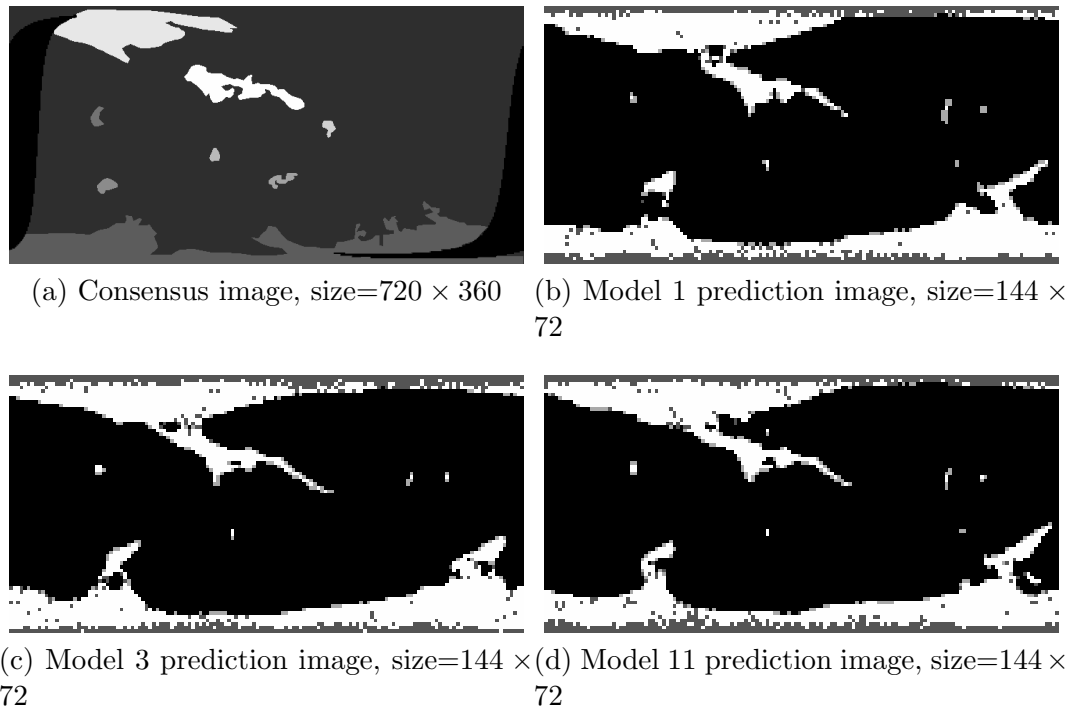 (a) Consensus image, size=720 × 360
(b) Model 1 prediction image, size=144 ×
72
(c) Model 3 prediction image, size=144 ×
72
(d) Model 11 prediction image, size=144 ×
72